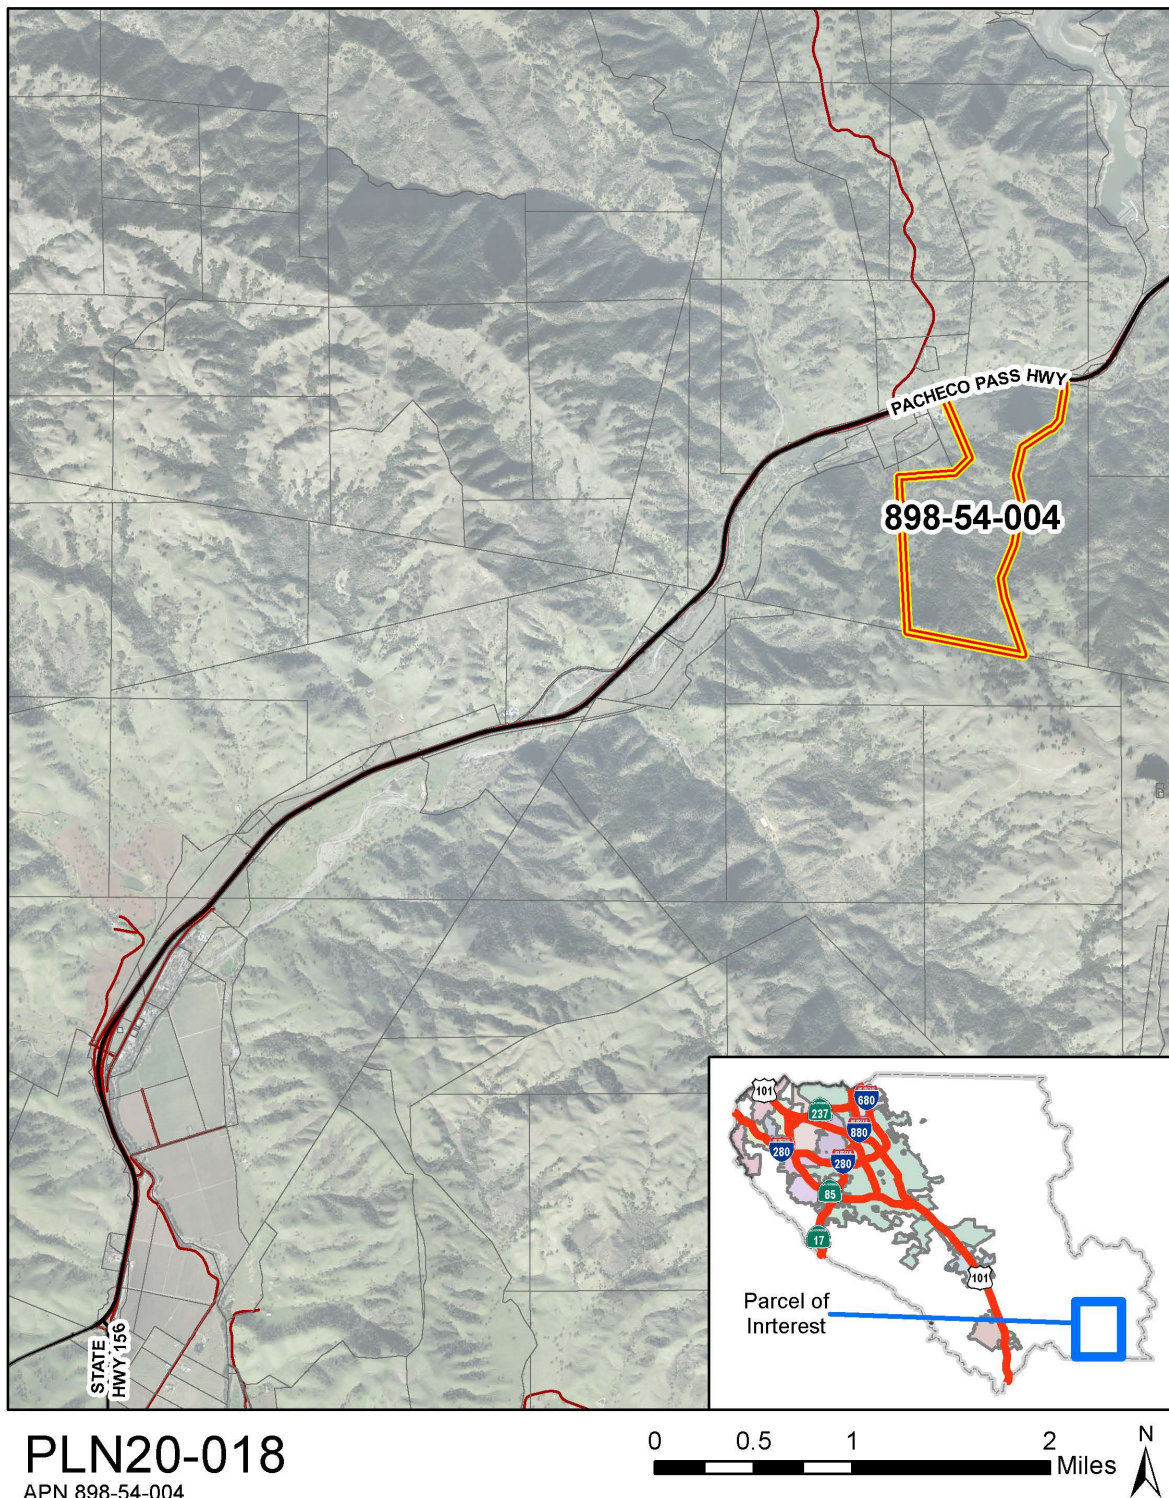 PACHECO PASS HWY
898-54-004
STATE
HWY 156
101
237
680
880
280
280
85
17
101
Parcel of
Inrterest
PLN20-018
APN 898-54-004
0 0.5 1 2
Miles
N